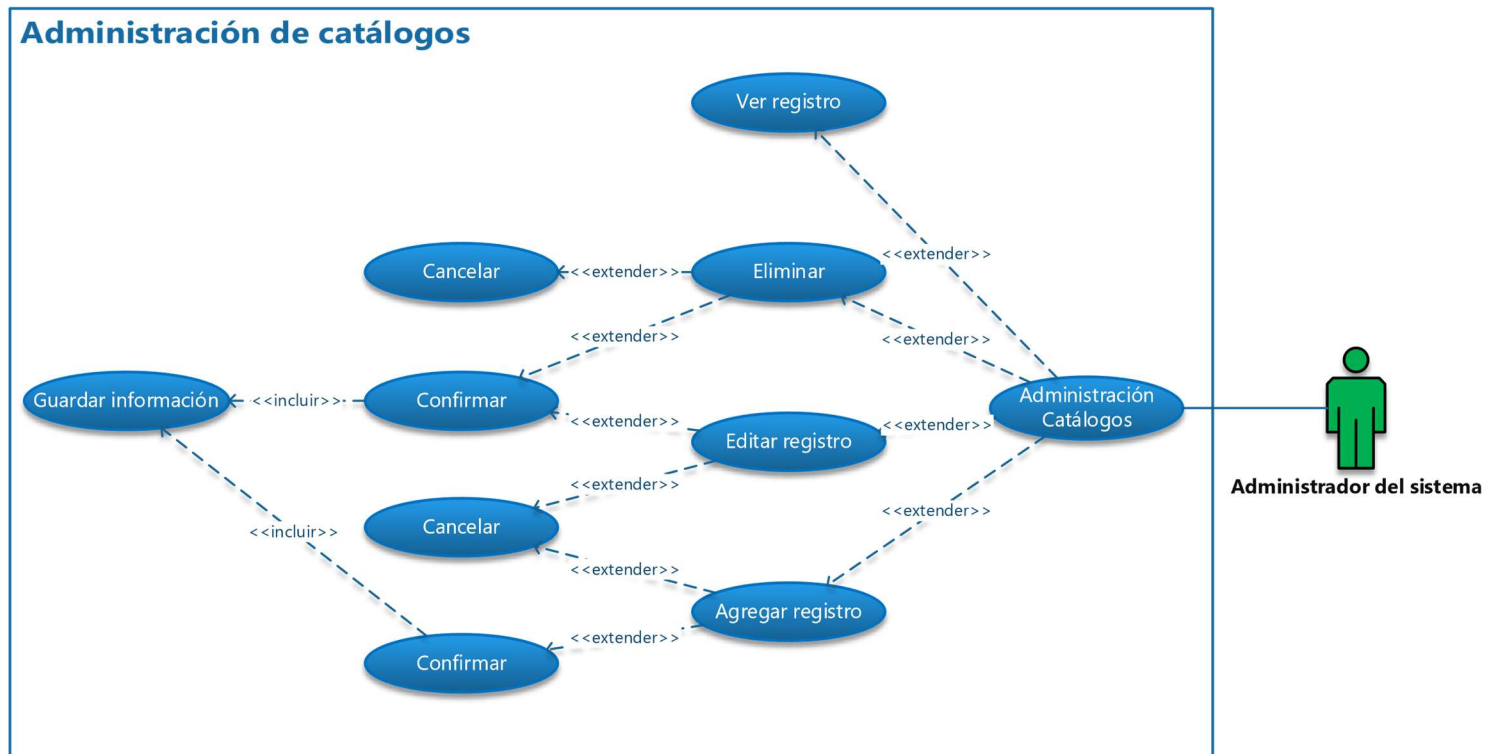 Administración de catálogos
Ver registro
<<extender>>
Cancelar
<<extender>>
Eliminar
<<extender>>
<<extender>>
Guardar información
<<incluir>>
Confirmar
<<extender>>
Editar registro
<<extender>>
Administración
Catálogos
<<extender>>
Administrador del sistema
<<incluir>>
Cancelar
<<extender>>
<<extender>>
Agregar registro
<<extender>>
Confirmar